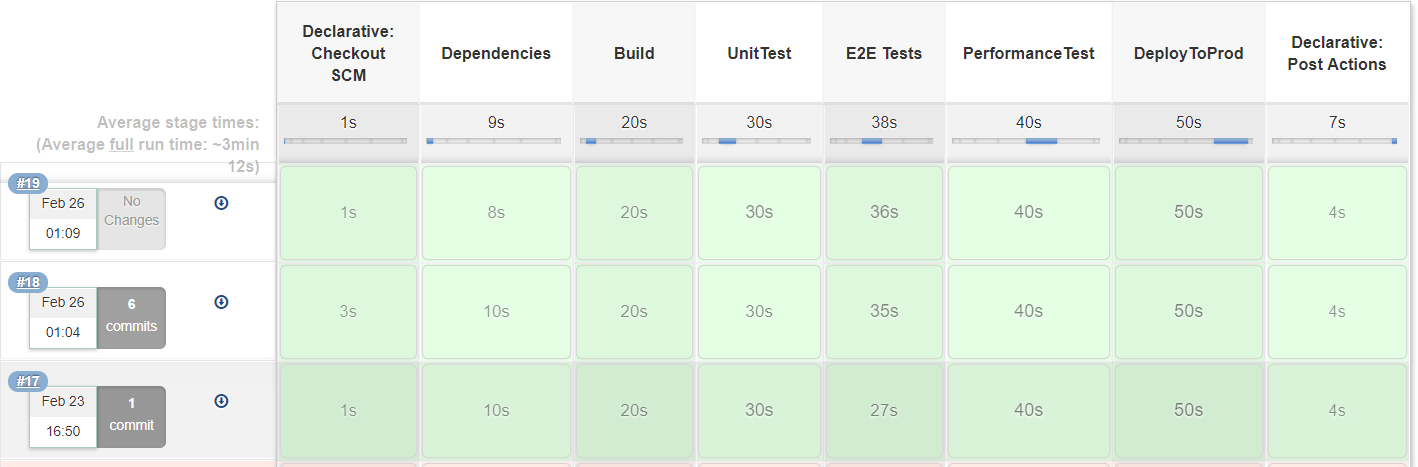 Declarative:
Checkout
SCM
Dependencies
Build
UnitTest
E2E Tests
PerformanceTest
DeployToProd
Declarative:
Post Actions
Average stage times:
(Average full run time: ~3min
12s)
1s
9s
20s
30s
38s
40s
50s
7s
#19
Feb 26
01:09
No
Changes
1s
8s
20s
30s
36s
40s
50s
4s
#18
Feb 26
01:04
6
commits
3s
10s
20s
30s
35s
40s
50s
4s
#17
Feb 23
16:50
1
commit
1s
10s
20s
30s
27s
40s
50s
4s